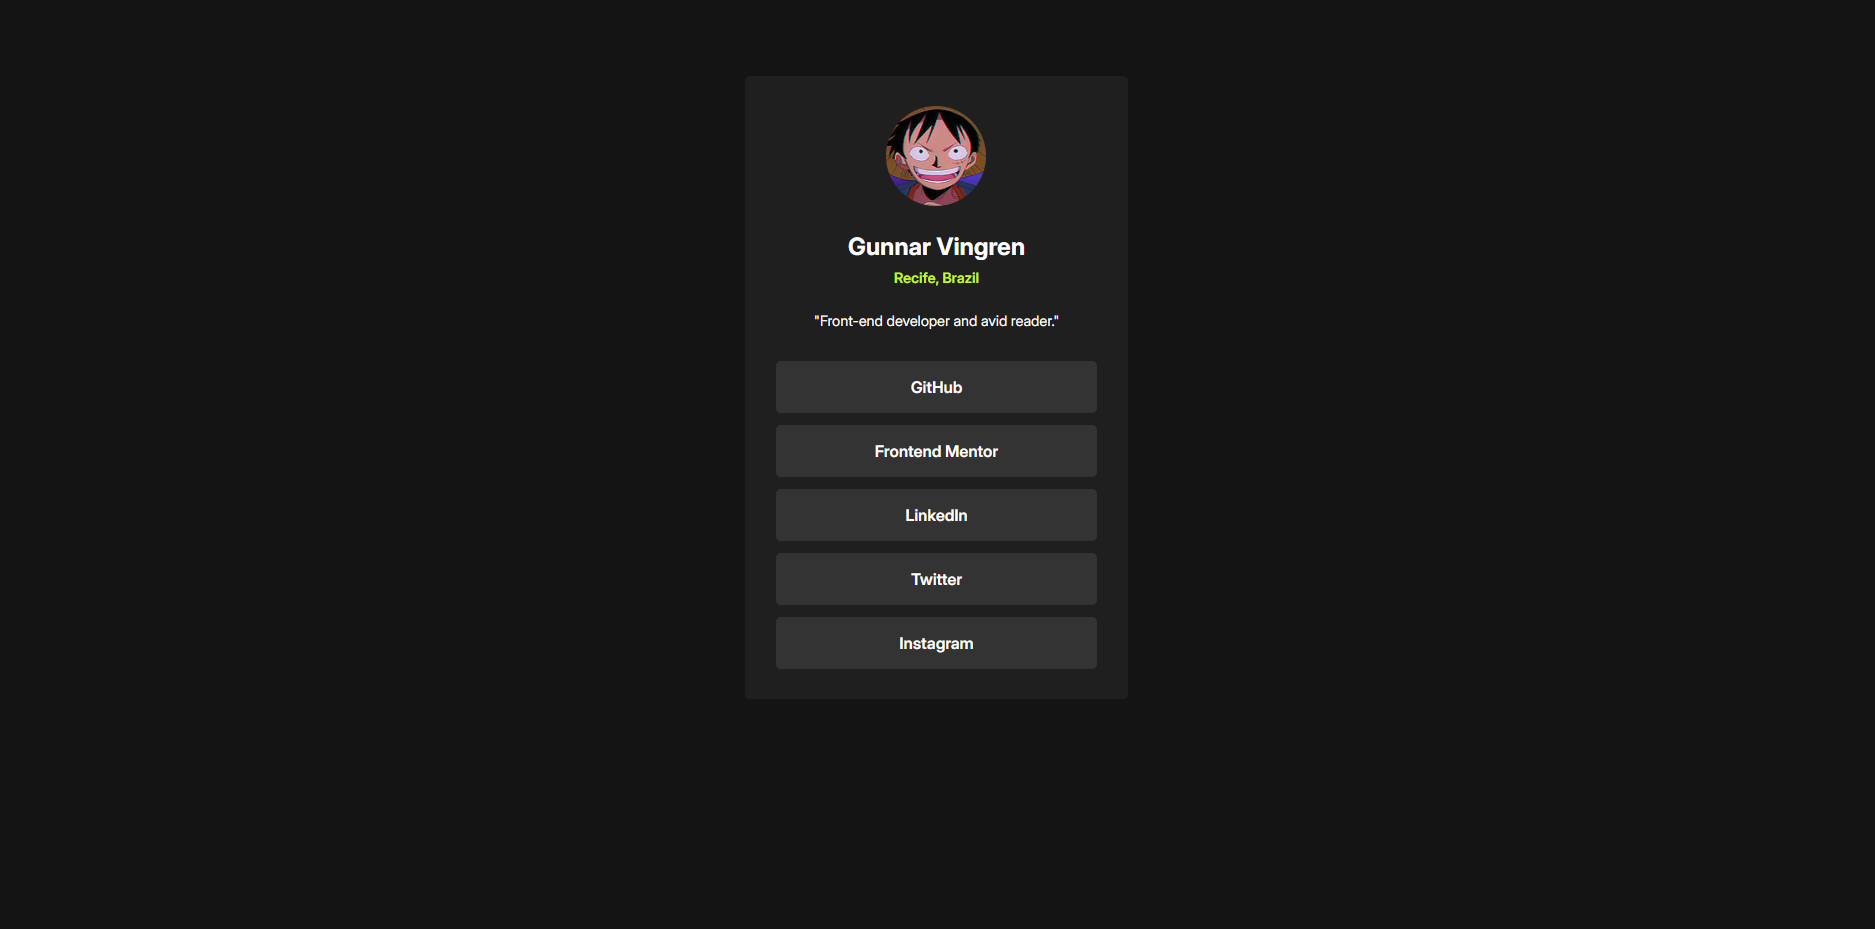 Gunnar Vingren
Recife, Brazil
"Front-end developer and avid reader."
GitHub
Frontend Mentor
LinkedIn
Twitter
Instagram